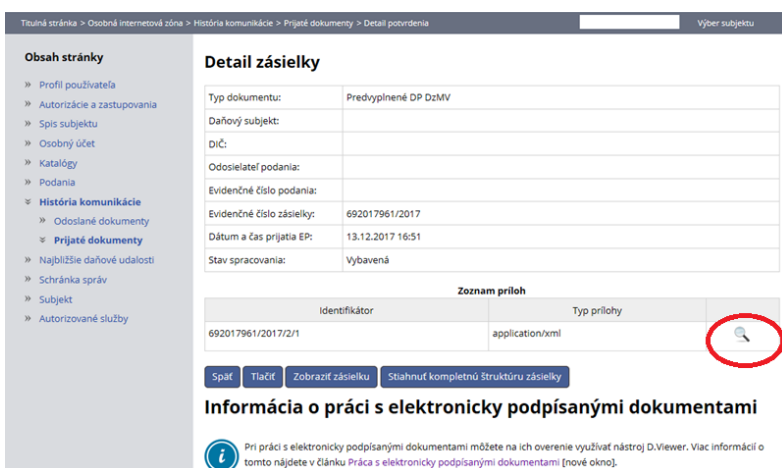 Titulná stránka > Osobná internetová zóna > História komunikácie > Prijaté dokumenty > Detail potvrdenia
Výber subjektu
Obsah stránky
» Profil používateľa
» Autorizácie a zastupovania
» Spis subjektu
» Osobný účet
» Katalógy
» Podania
» História komunikácie
» Odoslané dokumenty
» Prijaté dokumenty
» Najbližšie daňové udalosti
» Schránka správ
» Subjekt
» Autorizované služby
Detail zásielky
Typ dokumentu: Predvyplnené DP DzMV
Daňový subjekt:
DIČ:
Odosielateľ podania:
Evidenčné číslo podania:
Evidenčné číslo zásielky: 692017961/2017
Dátum a čas prijatia EP: 13.12.2017 16:51
Stav spracovania: Vybavená
Zoznam príloh
Identifikátor Typ prílohy
692017961/2017/2/1 application/xml
Späť Tlačiť Zobraziť zásielku Stiahnuť kompletnú štruktúru zásielky
Informácia o práci s elektronicky podpísanými dokumentami
Pri práci s elektronicky podpísanými dokumentami môžete na ich overenie využívať nástroj D.Viewer. Viac informácií o
tomto nájdete v článku Práca s elektronicky podpísanými dokumentami [nové okno].